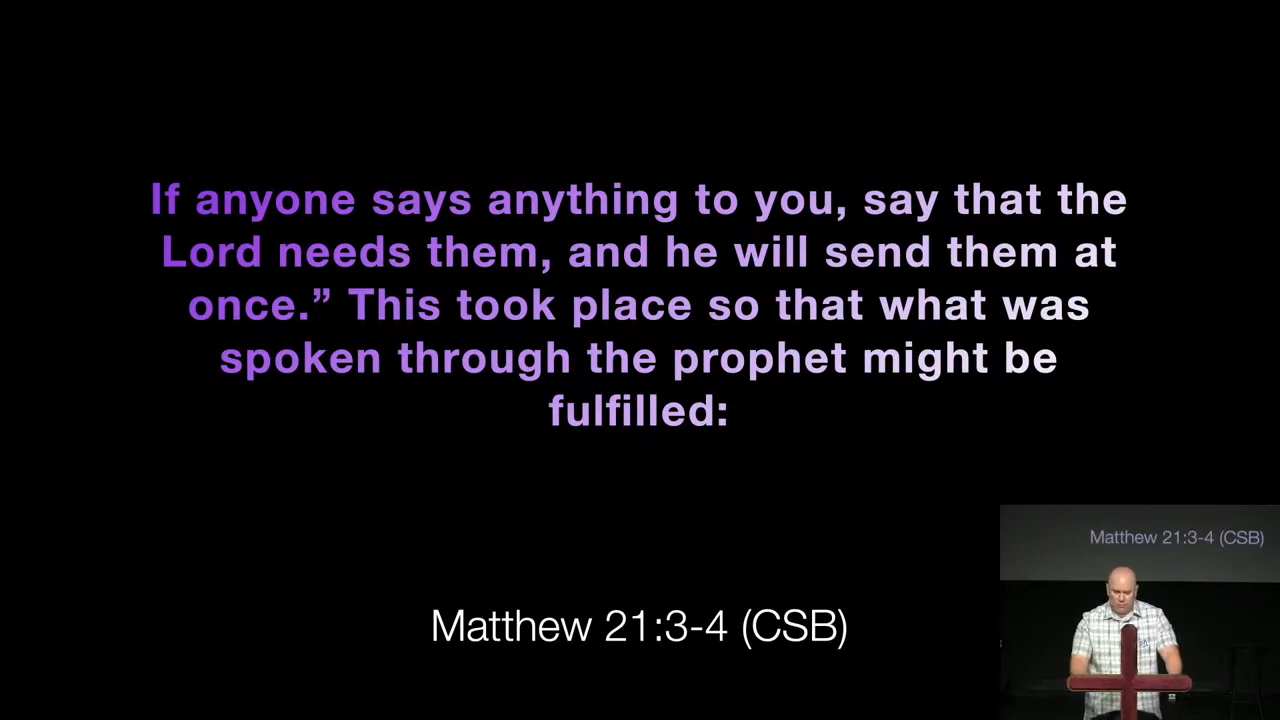 If anyone says anything to you, say that the
Lord needs them, and he will send them at
once.” This took place so that what was
spoken through the prophet might be
fulfilled:
Matthew 21:3-4 (CSB)
Matthew 21:3-4 (CSB)